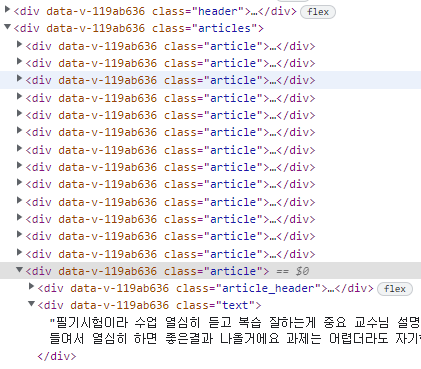 <div data-v-119ab636 class="header">…</div> flex
<div data-v-119ab636 class="articles">
<div data-v-119ab636 class="article">…</div>
<div data-v-119ab636 class="article">…</div>
<div data-v-119ab636 class="article">…</div>
<div data-v-119ab636 class="article">…</div>
<div data-v-119ab636 class="article">…</div>
<div data-v-119ab636 class="article">…</div>
<div data-v-119ab636 class="article">…</div>
<div data-v-119ab636 class="article">…</div>
<div data-v-119ab636 class="article">…</div>
<div data-v-119ab636 class="article">…</div>
<div data-v-119ab636 class="article">…</div>
<div data-v-119ab636 class="article">…</div>
<div data-v-119ab636 class="article">…</div>
<div data-v-119ab636 class="article"> == $0
<div data-v-119ab636 class="article_header">…</div> flex
<div data-v-119ab636 class="text">
"필기시험이라 수업 열심히 듣고 복습 잘하는게 중요 교수님 설명
들여서 열심히 하면 좋은결과 나올거에요 과제는 어렵더라도 자기
</div>